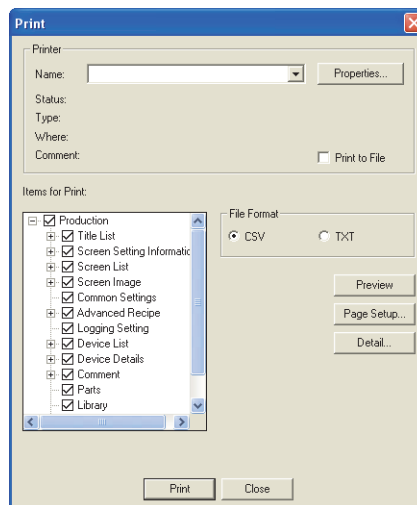 Print
Printer
Name:
Properties...
Status:
Type:
Where:
Comment:
Print to File
Items for Print:
Production
Title List
Screen Setting Informatic
Screen List
Screen Image
Common Settings
Advanced Recipe
Logging Setting
Device List
Device Details
Comment
Parts
Library
File Format
CSV
TXT
Preview
Page Setup...
Detail...
Print
Close